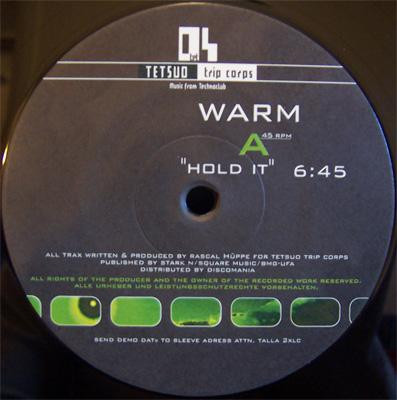 TETSUO trip corps
Music from Technoclub
WARM
A 45 RPM
"HOLD IT" 6:45
ALL TRAX WRITTEN & PRODUCED BY RASCAL HÜPPE FOR TETSUO TRIP CORPS
PUBLISHED BY STARK N/SQUARE MUSIC/BMG-UFA
DISTRIBUTED BY DISCOMANIA
ALL RIGHTS OF THE PRODUCER AND THE OWNER OF THE RECORDED WORK RESERVED.
ALLE URHEBER UND LEISTUNGSSCHUTZRECHTE VORBEHALTEN.
SEND DEMO DATs TO SLEEVE ADRESS ATTN. TALLA 2XLC